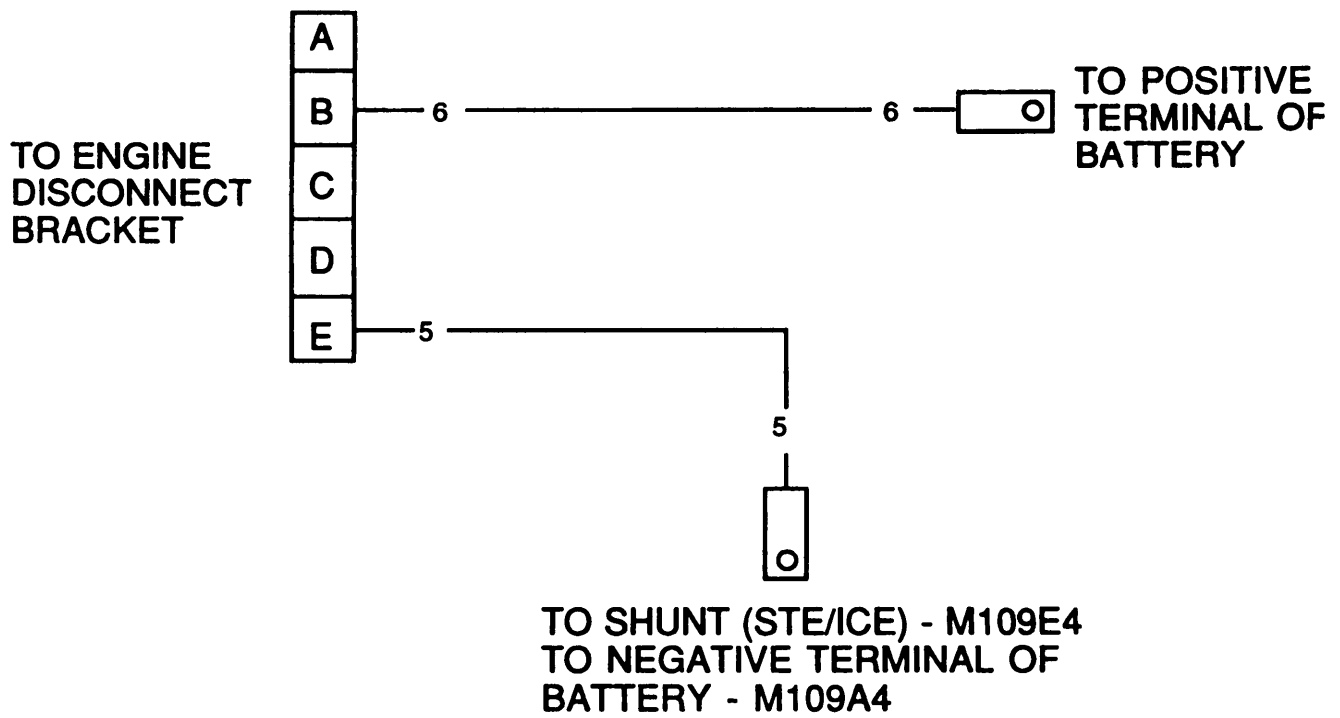 A
B
C
D
E
TO ENGINE
DISCONNECT
BRACKET
6
6
TO POSITIVE
TERMINAL OF
BATTERY
5
5
TO SHUNT (STE/ICE) - M109E4
TO NEGATIVE TERMINAL OF
BATTERY - M109A4